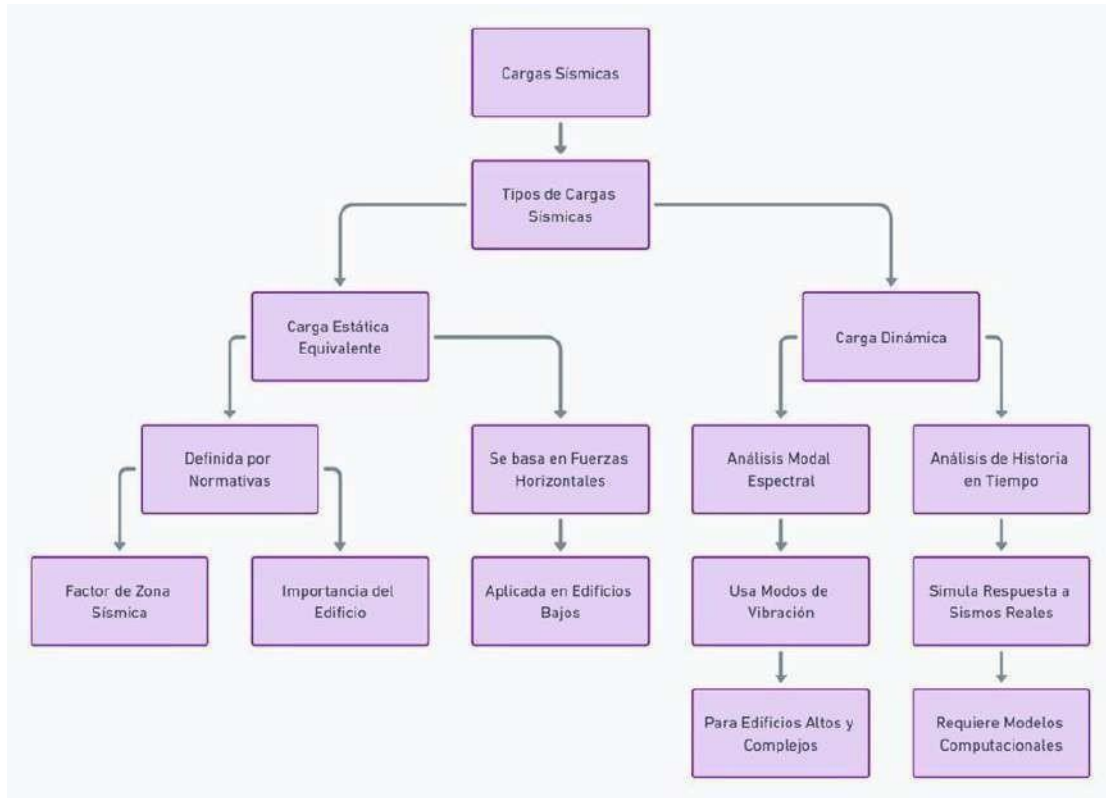 Cargas Sísmicas
Tipos de Cargas
Sísmicas
Carga Estática
Equivalente
Carga Dinámica
Definida por
Normativas
Se basa en Fuerzas
Horizontales
Análisis Modal
Espectral
Análisis de Historia
en Tiempo
Factor de Zona
Sísmica
Importancia del
Edificio
Aplicada en Edificios
Bajos
Usa Modos de
Vibración
Simula Respuesta a
Sismos Reales
Para Edificios Altos y
Complejos
Requiere Modelos
Computacionales